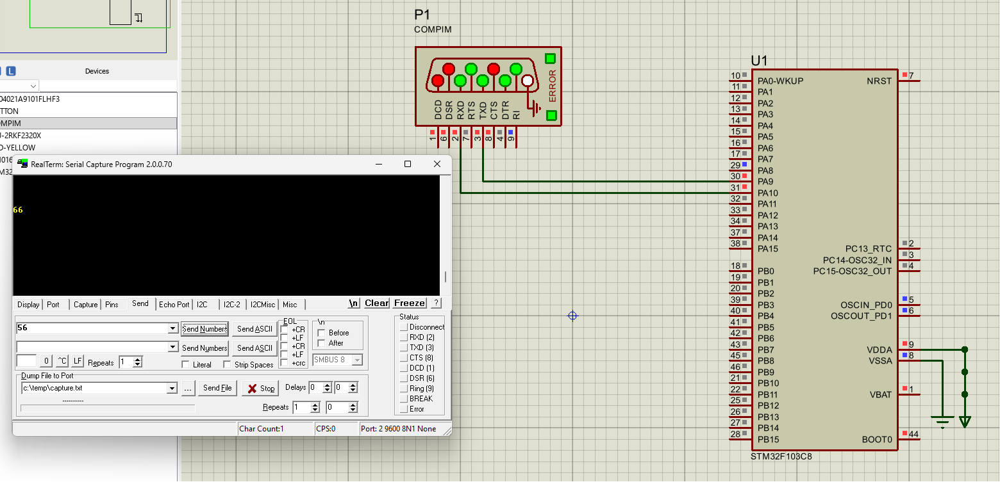 P1
COMPIM
ERROR
DCD
DSR
RXD
RTS
TXD
CTS
DTR
RI
1
6
2
7
3
8
4
9
L
Devices
04021A9101FLHF3
TTON
OMPIM
J-2RKF2320X
D-YELLOW
M016
M32
RealTerm: Serial Capture Program 2.0.0.70
66
Display Port Capture Pins Send Echo Port I2C I2C-2 I2CMisc Misc \n Clear Freeze ?
56
Send Numbers Send ASCII
Send Numbers Send ASCII
0 ^C LF Repeats 1
Literal Strip Spaces
EOL
+CR
+LF
+CR
+LF
+crc
\n
Before
After
SMBUS 8
Dump File to Port
c:\temp\capture.txt
... Send File Stop Delays 0 0
Repeats 1 0
Status
Disconnect
RXD (2)
TXD (3)
CTS (8)
DCD (1)
DSR (6)
Ring (9)
BREAK
Error
Char Count:1 CPS:0 Port: 2 9600 8N1 None
U1
10 PA0-WKUP NRST 7
11 PA1
12 PA2
13 PA3
14 PA4
15 PA5
16 PA6
17 PA7
29 PA8
30 PA9
31 PA10
32 PA11
33 PA12
34 PA13
37 PA14
38 PA15
PC13_RTC 2
PC14-OSC32_IN 3
PC15-OSC32_OUT 4
18 PB0
19 PB1
20 PB2
39 PB3 OSCIN_PD0 5
40 PB4 OSCOUT_PD1 6
41 PB5
42 PB6
43 PB7 VDDA 9
45 PB8 VSSA 8
46 PB9
21 PB10
22 PB11 VBAT 1
25 PB12
26 PB13
27 PB14
28 PB15 BOOT0 44
STM32F103C8